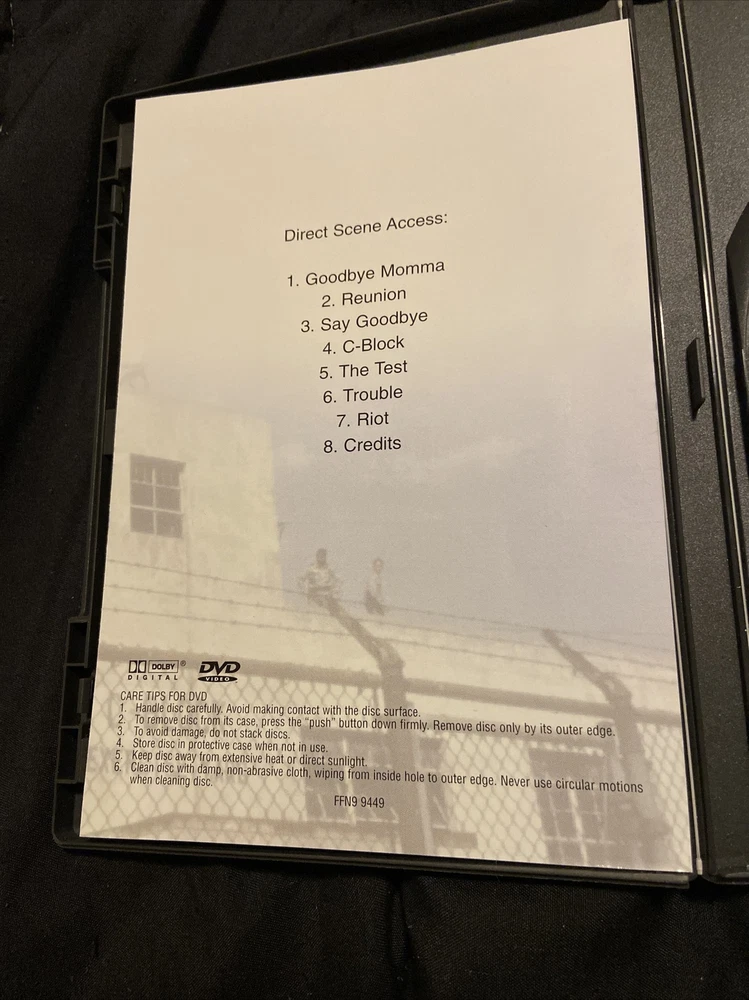 Direct Scene Access:
1. Goodbye Momma
2. Reunion
3. Say Goodbye
4. C-Block
5. The Test
6. Trouble
7. Riot
8. Credits
DOLBY®
DIGITAL
DVD
VIDEO
CARE TIPS FOR DVD
1. Handle disc carefully. Avoid making contact with the disc surface.
2. To remove disc from its case, press the “push” button down firmly. Remove disc only by its outer edge.
3. To avoid damage, do not stack discs.
4. Store disc in protective case when not in use.
5. Keep disc away from extensive heat or direct sunlight.
6. Clean disc with damp, non-abrasive cloth, wiping from inside hole to outer edge. Never use circular motions
when cleaning disc.
FFN9 9449